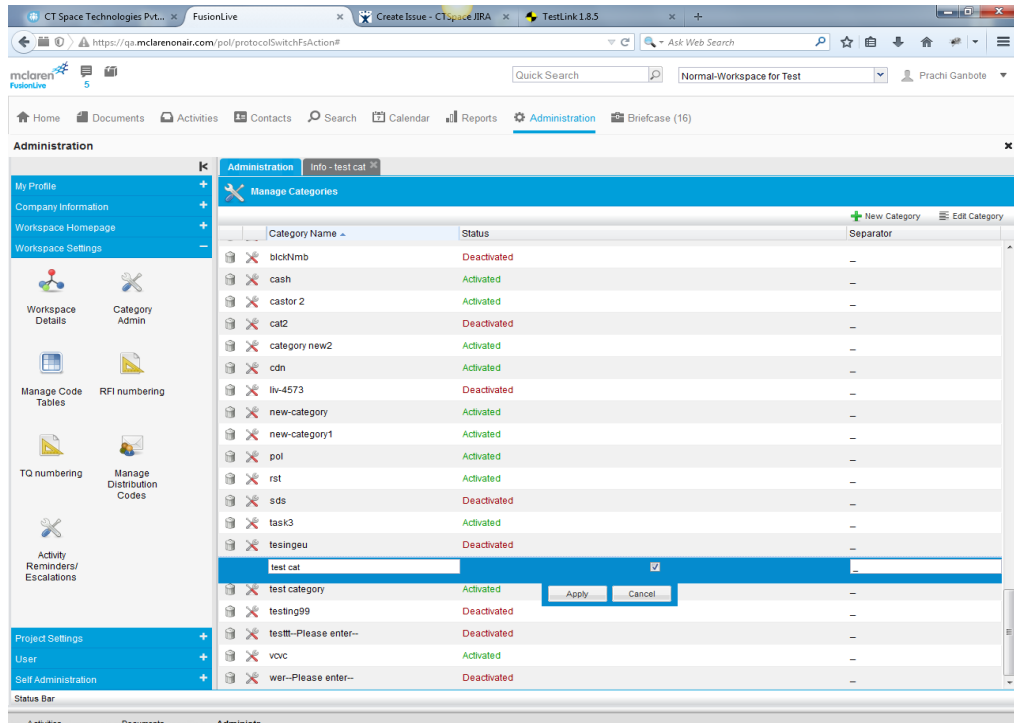 CT Space Technologies Pvt...
FusionLive
Create Issue - CTSpace JIRA
TestLink 1.8.5
https://qa.mclarenonair.com/pol/protocolSwitchFsAction#
Ask Web Search
mclaren
FusionLive
5
Quick Search
Normal-Workspace for Test
Prachi Ganbote
Home Documents Activities Contacts Search Calendar Reports Administration Briefcase (16)
Administration
My Profile
Company Information
Workspace Homepage
Workspace Settings
Workspace Details
Category Admin
Manage Code Tables
RFI numbering
TQ numbering
Manage Distribution Codes
Activity Reminders/ Escalations
Project Settings
User
Self Administration
Administration Info - test cat
Manage Categories
New Category Edit Category
Category Name Status Separator
blckNmb Deactivated _
cash Activated _
castor 2 Activated _
cat2 Deactivated _
category new2 Activated _
cdn Activated _
liv-4573 Deactivated _
new-category Activated _
new-category1 Activated _
pol Activated _
rst Activated _
sds Deactivated _
task3 Activated _
tesingeu Deactivated _
test cat _
test category Activated _
Apply Cancel
testing99 Deactivated _
testtt--Please enter-- Deactivated _
vcvc Activated _
wer--Please enter-- Deactivated _
Status Bar